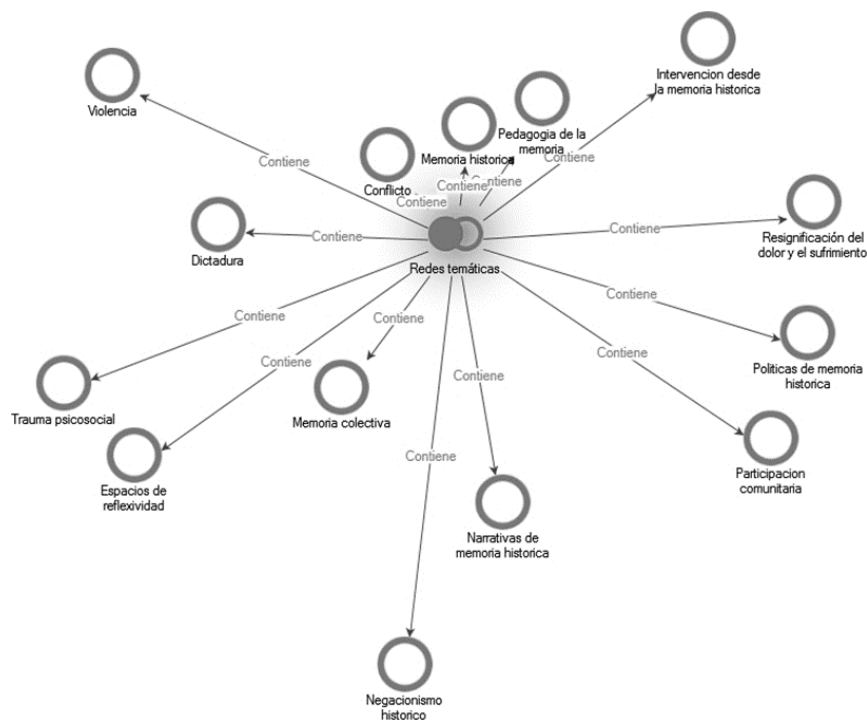 Intervencion desde
la memoria historica
Violencia
Pedagogia de la
memoria
Memoria historica
Contiene
Contiene
Conflicto
Contiene
Contiene
Contiene
Contiene
Contiene
Dictadura
Contiene
Resignificación del
dolor y el sufrimiento
Redes temáticas
Contiene
Contiene
Contiene
Contiene
Contiene
Contiene
Contiene
Politicas de memoria
historica
Trauma psicosocial
Memoria colectiva
Contiene
Participacion
comunitaria
Espacios de
reflexividad
Narrativas de
memoria historica
Negacionismo
historico